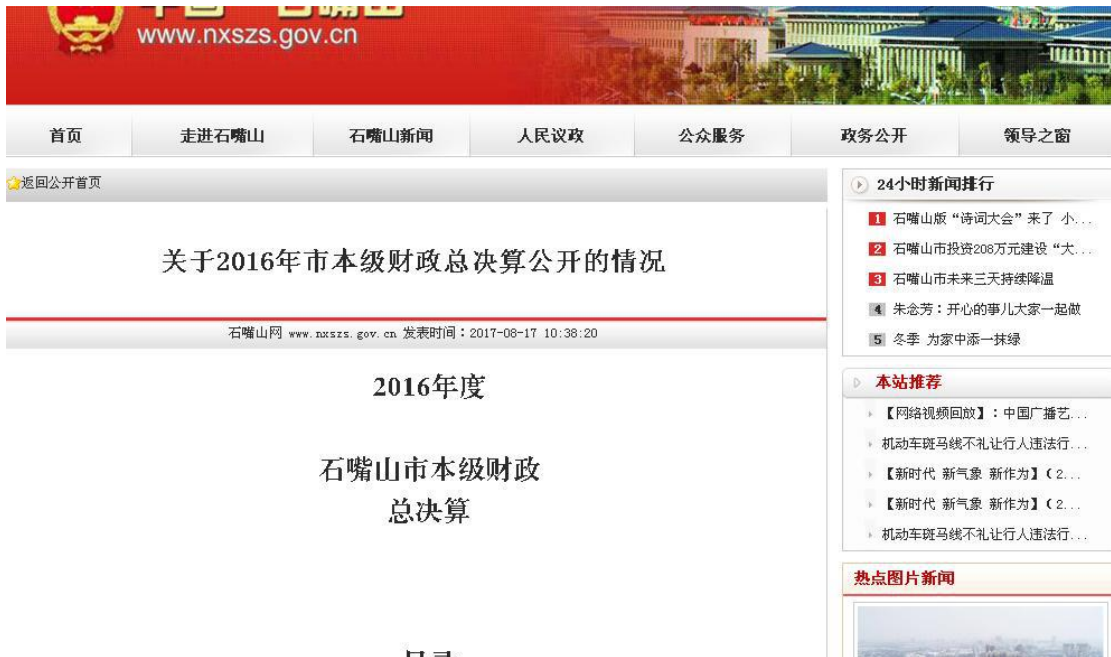 中国·石嘴山
www.nxszs.gov.cn
首页 走进石嘴山 石嘴山新闻 人民议政 公众服务 政务公开 领导之窗
返回公开首页
关于2016年市本级财政总决算公开的情况
石嘴山网 www.nxszs.gov.cn 发表时间：2017-08-17 10:38:20
2016年度
石嘴山市本级财政
总决算
目录
24小时新闻排行
1 石嘴山版“诗词大会”来了 小...
2 石嘴山市投资208万元建设“大...
3 石嘴山市未来三天持续降温
4 朱念芳：开心的事儿大家一起做
5 冬季 为家中添一抹绿
本站推荐
【网络视频回放】：中国广播艺...
机动车斑马线不礼让行人违法行...
【新时代 新气象 新作为】（2...
【新时代 新气象 新作为】（2...
机动车斑马线不礼让行人违法行...
热点图片新闻